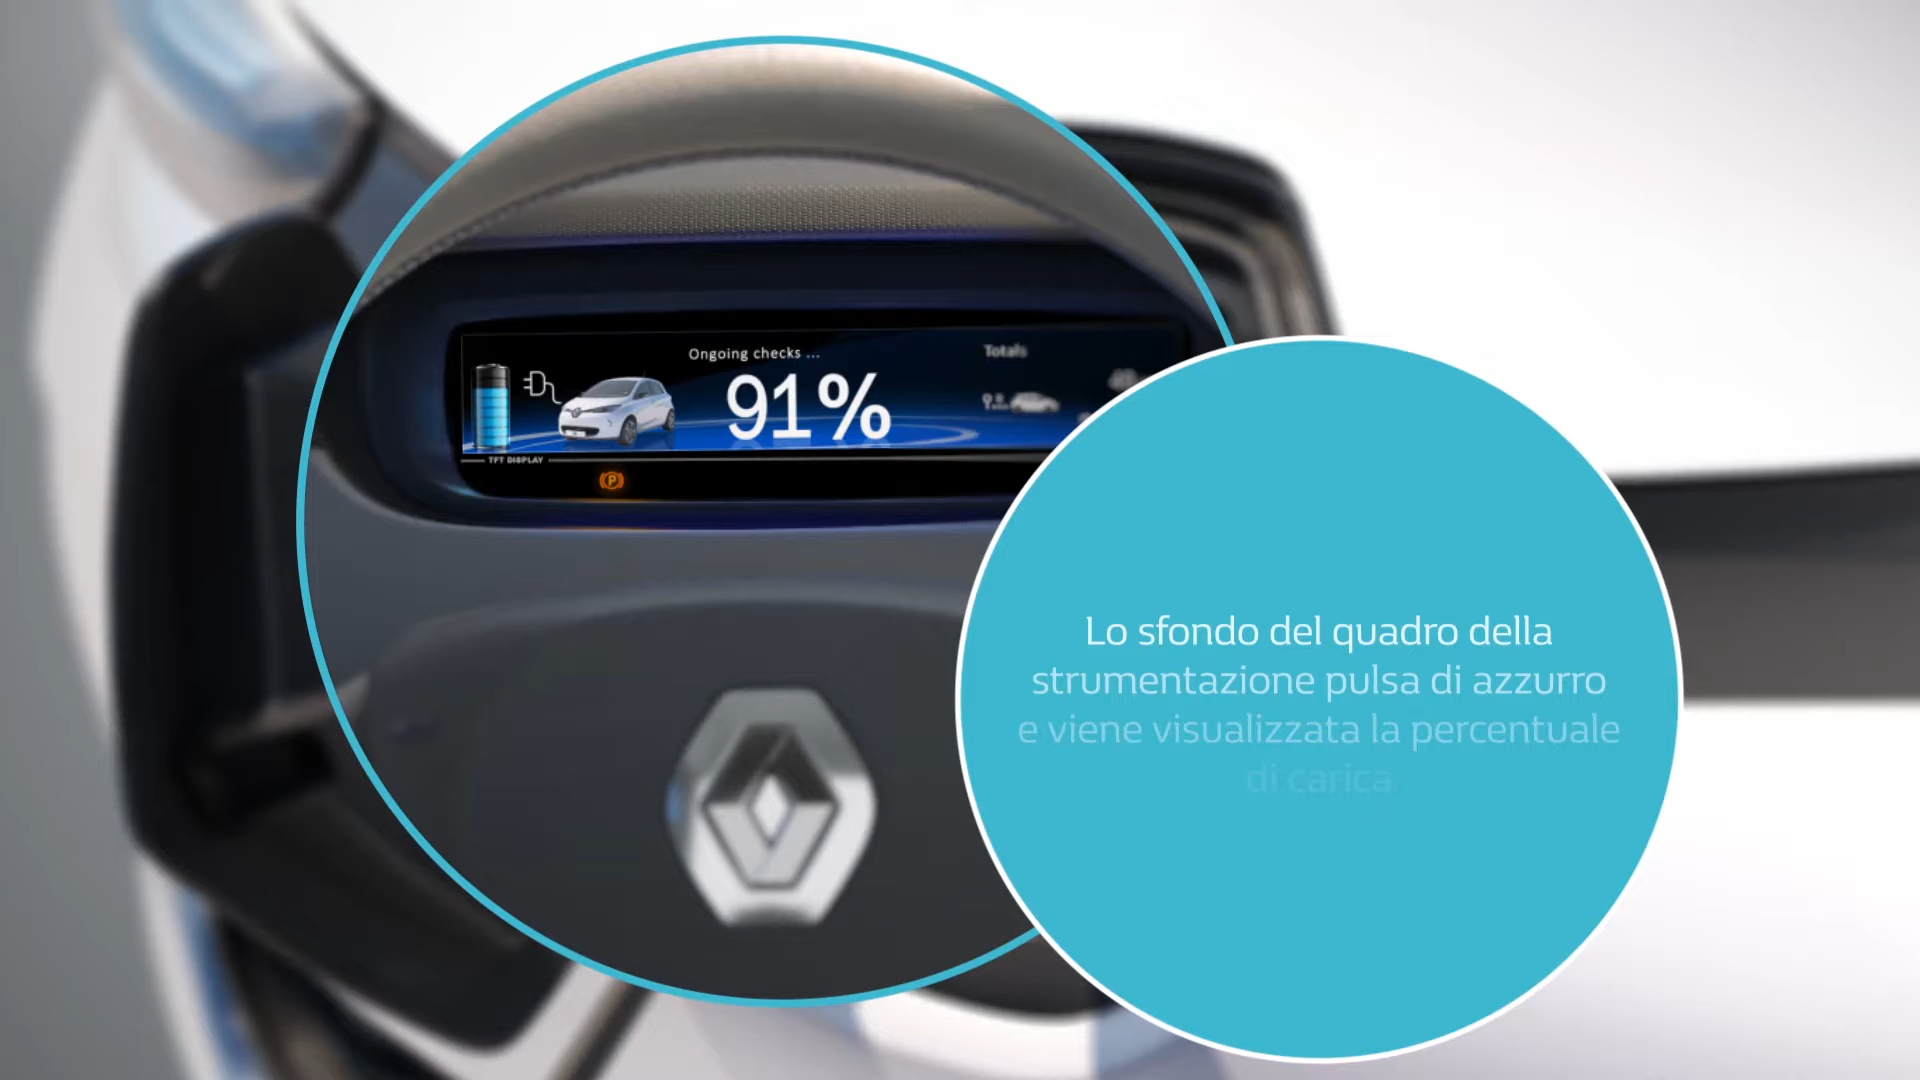 Ongoing checks ...
Totals
91%
TFT DISPLAY
P
Lo sfondo del quadro della
strumentazione pulsa di azzurro
e viene visualizzata la percentuale
di carica